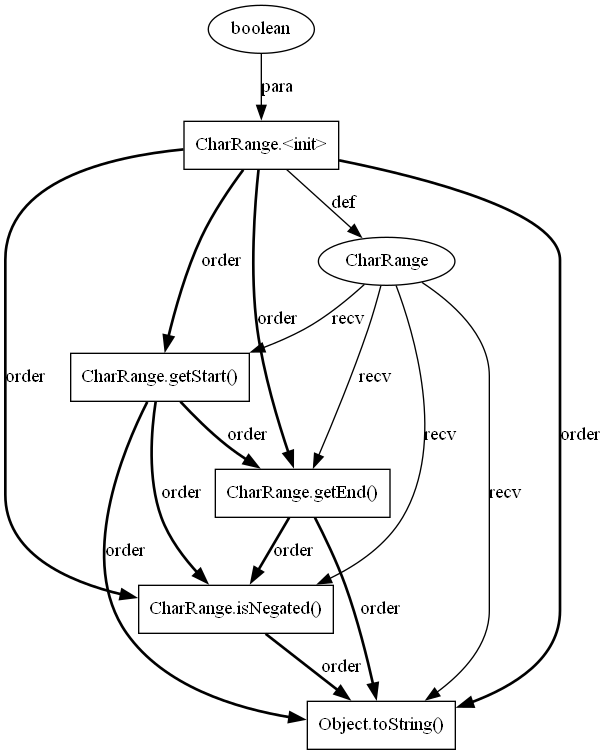 boolean
para
CharRange.<init>
def
order
CharRange
order
recv
order
recv
CharRange.getStart()
order
order
recv
order
order
recv
CharRange.getEnd()
order
order
order
CharRange.isNegated()
order
Object.toString()